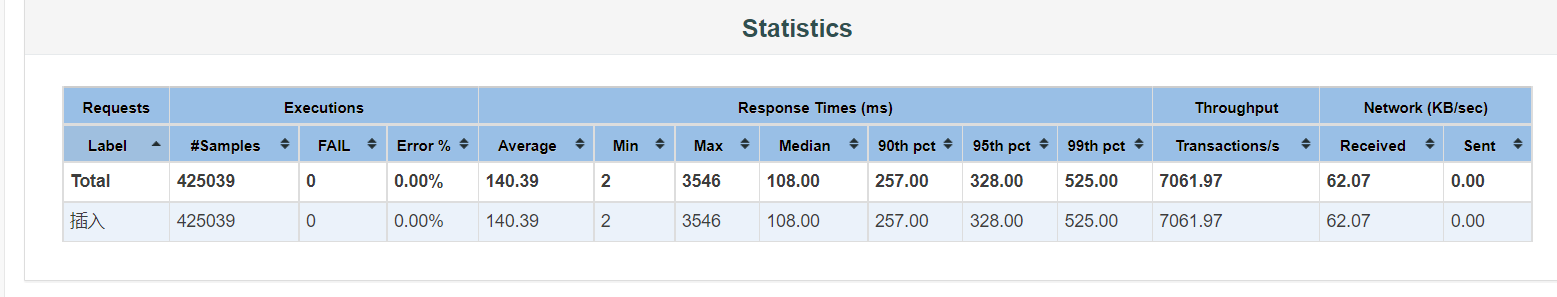 Statistics
Requests Executions Response Times (ms) Throughput Network (KB/sec)
Label #Samples FAIL Error % Average Min Max Median 90th pct 95th pct 99th pct Transactions/s Received Sent
Total 425039 0 0.00% 140.39 2 3546 108.00 257.00 328.00 525.00 7061.97 62.07 0.00
插入 425039 0 0.00% 140.39 2 3546 108.00 257.00 328.00 525.00 7061.97 62.07 0.00